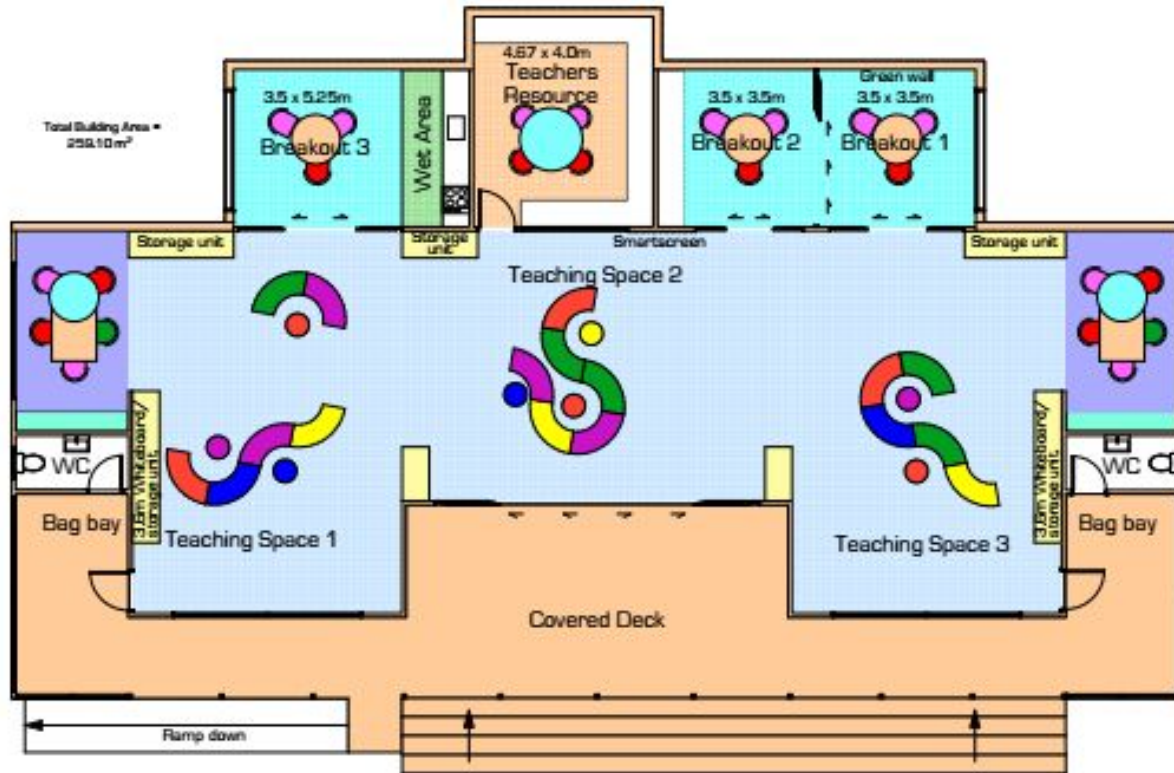 4.67 x 4.0m
Teachers
Resource
Green wall
3.5 x 5.25m
3.5 x 3.5m
3.5 x 3.5m
Total Building Area =
259.10m²
Breakout 3
Wet Area
Breakout 2
Breakout 1
Storage unit
Storage
unit
Smartscreen
Storage unit
Teaching Space 2
WC
3.6m Whiteboard/
storage unit
3.6m Whiteboard/
storage unit
WC
Bag bay
Teaching Space 1
Teaching Space 3
Bag bay
Covered Deck
Ramp down